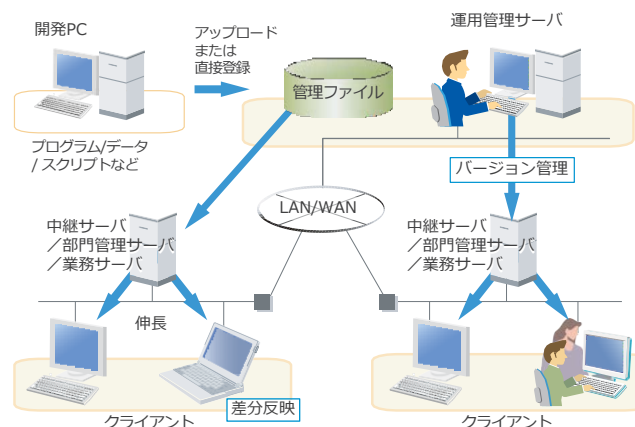 開発PC
アップロード
または
直接登録
運用管理サーバ
管理ファイル
プログラム/データ
/スクリプトなど
バージョン管理
LAN/WAN
中継サーバ
／部門管理サーバ
／業務サーバ
中継サーバ
／部門管理サーバ
／業務サーバ
伸長
差分反映
クライアント
クライアント